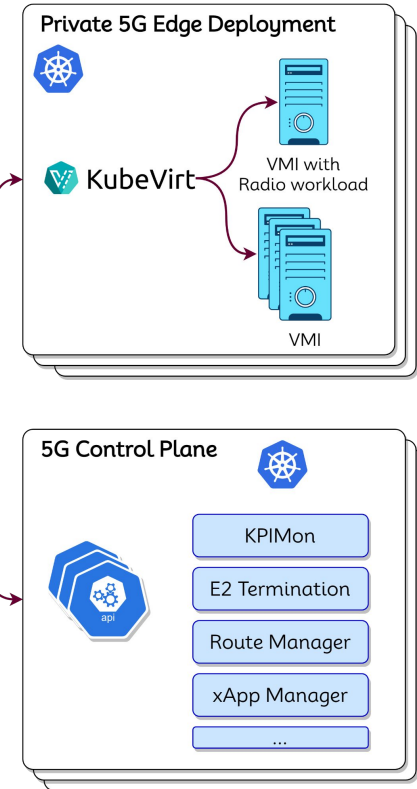 Private 5G Edge Deployment
KubeVirt
VMI with
Radio workload
VMI
5G Control Plane
api
KPIMon
E2 Termination
Route Manager
xApp Manager
...